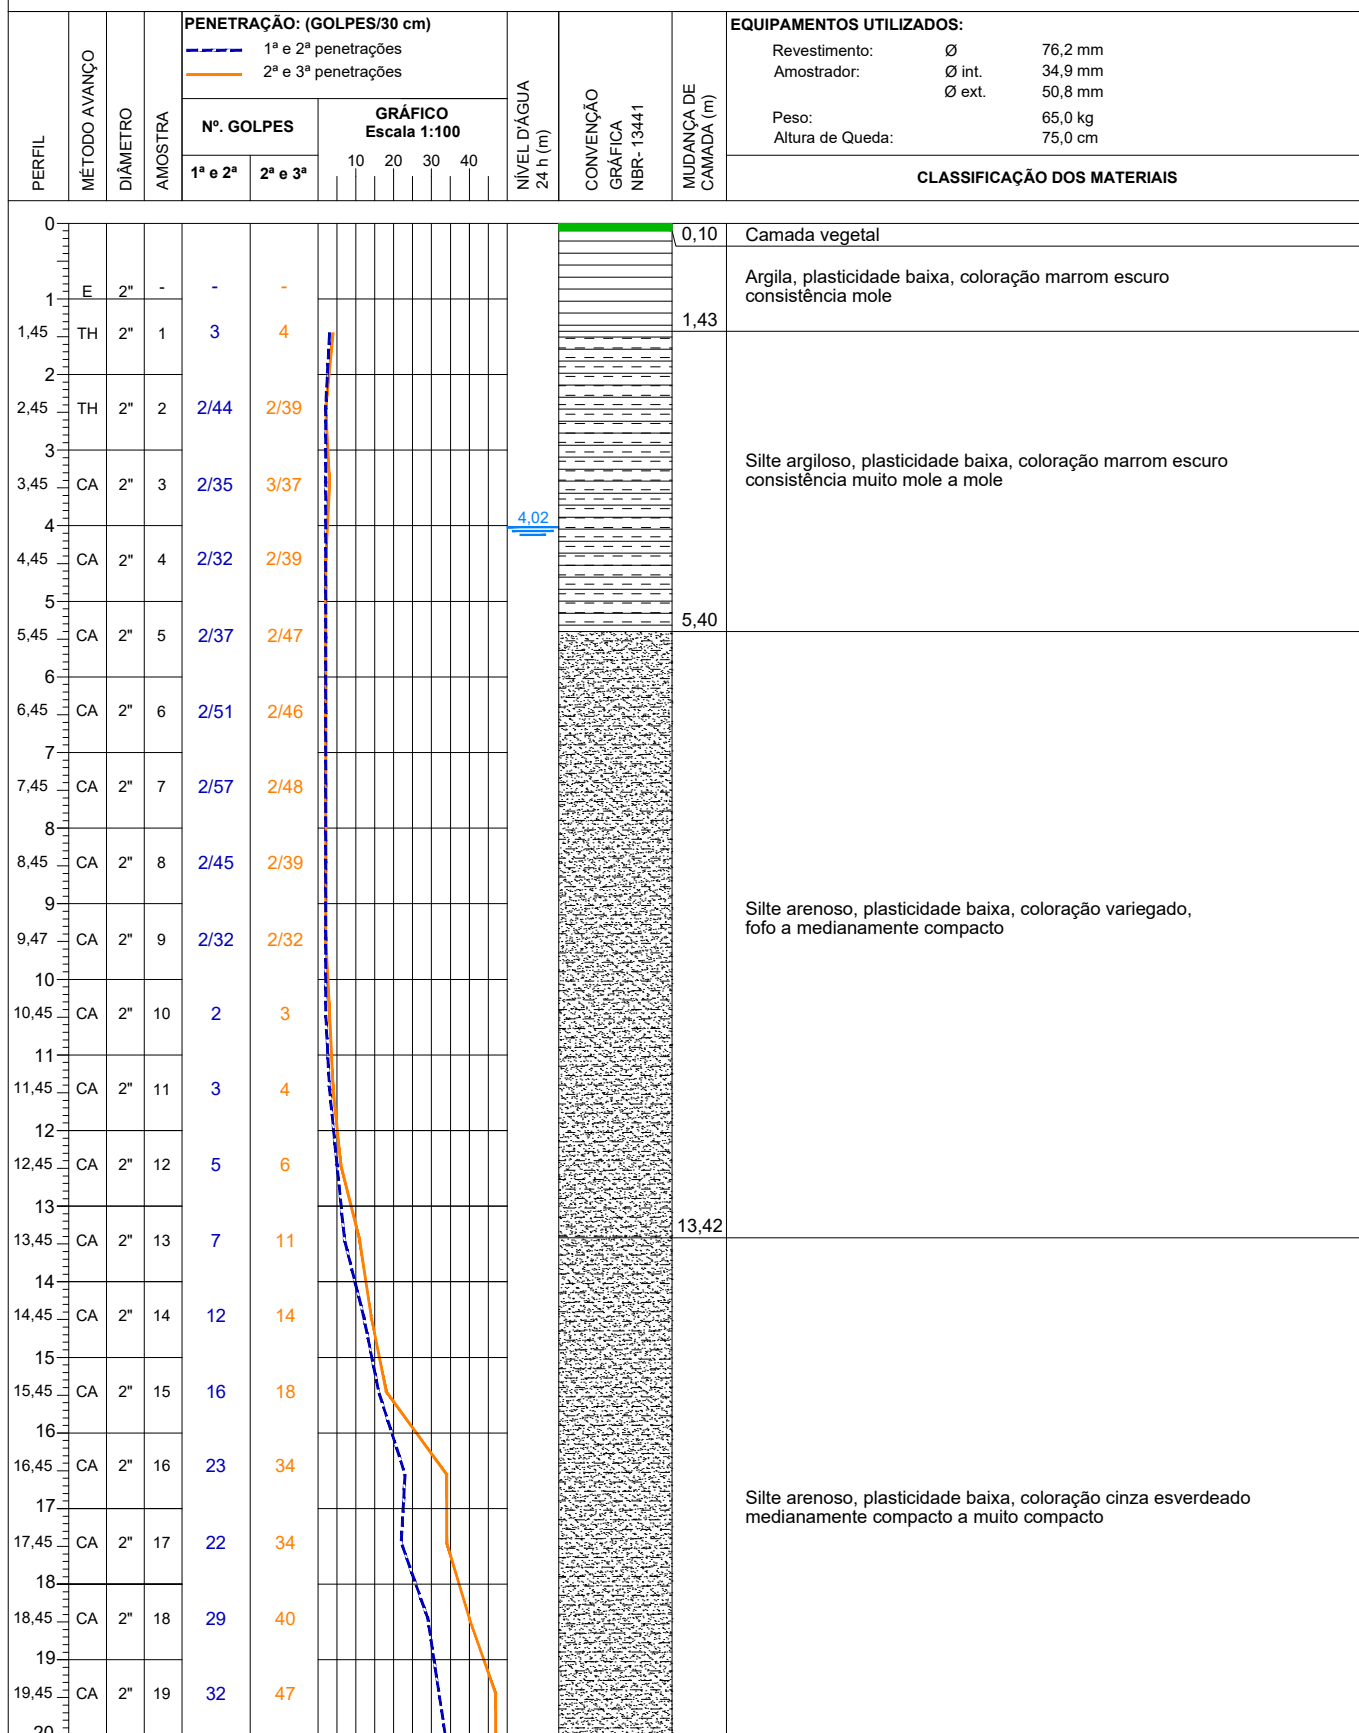 PENETRAÇÃO: (GOLPES/30 cm)
1ª e 2ª penetrações
2ª e 3ª penetrações
EQUIPAMENTOS UTILIZADOS:
Revestimento: Ø 76,2 mm
Amostrador: Ø int. 34,9 mm
Ø ext. 50,8 mm
Peso: 65,0 kg
Altura de Queda: 75,0 cm
PERFIL
MÉTODO AVANÇO
DIÂMETRO
AMOSTRA
Nº. GOLPES
1ª e 2ª 2ª e 3ª
GRÁFICO
Escala 1:100
10 20 30 40
NÍVEL D'ÁGUA
24 h (m)
CONVENÇÃO
GRÁFICA
NBR- 13441
MUDANÇA DE
CAMADA (m)
CLASSIFICAÇÃO DOS MATERIAIS
0
0,10 Camada vegetal
Argila, plasticidade baixa, coloração marrom escuro
consistência mole
E 2" - - -
1
1,43
1,45 TH 2" 1 3 4
2
2,45 TH 2" 2 2/44 2/39
3
Silte argiloso, plasticidade baixa, coloração marrom escuro
consistência muito mole a mole
3,45 CA 2" 3 2/35 3/37
4,02
4
4,45 CA 2" 4 2/32 2/39
5
5,40
5,45 CA 2" 5 2/37 2/47
6
6,45 CA 2" 6 2/51 2/46
7
7,45 CA 2" 7 2/57 2/48
8
8,45 CA 2" 8 2/45 2/39
9
Silte arenoso, plasticidade baixa, coloração variegado,
fofo a medianamente compacto
9,47 CA 2" 9 2/32 2/32
10
10,45 CA 2" 10 2 3
11
11,45 CA 2" 11 3 4
12
12,45 CA 2" 12 5 6
13
13,42
13,45 CA 2" 13 7 11
14
14,45 CA 2" 14 12 14
15
15,45 CA 2" 15 16 18
16
16,45 CA 2" 16 23 34
17
Silte arenoso, plasticidade baixa, coloração cinza esverdeado
medianamente compacto a muito compacto
17,45 CA 2" 17 22 34
18
18,45 CA 2" 18 29 40
19
19,45 CA 2" 19 32 47
20